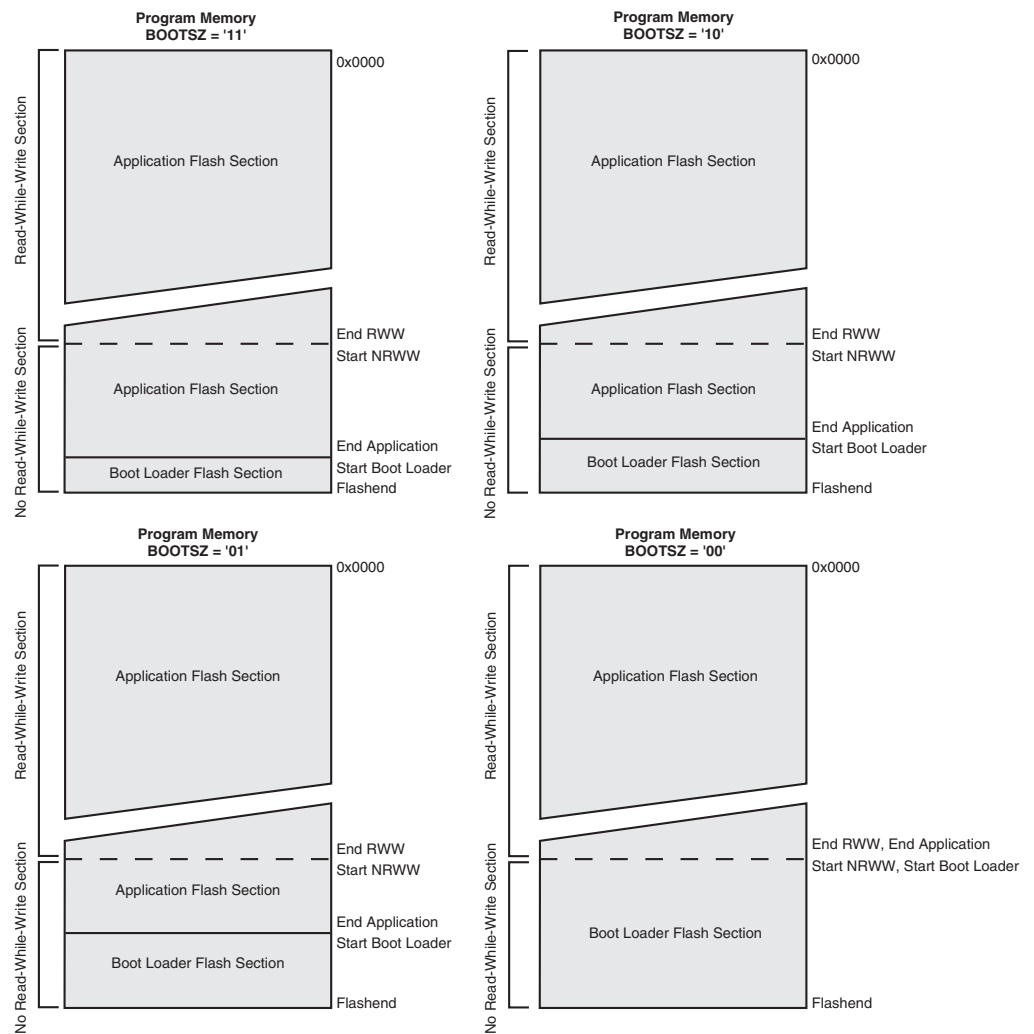 Program Memory
BOOTSZ = '11'
0x0000
Read-While-Write Section
Application Flash Section
End RWW
Start NRWW
No Read-While-Write Section
Application Flash Section
End Application
Start Boot Loader
Boot Loader Flash Section
Flashend
Program Memory
BOOTSZ = '10'
0x0000
Read-While-Write Section
Application Flash Section
End RWW
Start NRWW
No Read-While-Write Section
Application Flash Section
End Application
Start Boot Loader
Boot Loader Flash Section
Flashend
Program Memory
BOOTSZ = '01'
0x0000
Read-While-Write Section
Application Flash Section
End RWW
Start NRWW
No Read-While-Write Section
Application Flash Section
End Application
Start Boot Loader
Boot Loader Flash Section
Flashend
Program Memory
BOOTSZ = '00'
0x0000
Read-While-Write Section
Application Flash Section
End RWW, End Application
Start NRWW, Start Boot Loader
No Read-While-Write Section
Boot Loader Flash Section
Flashend